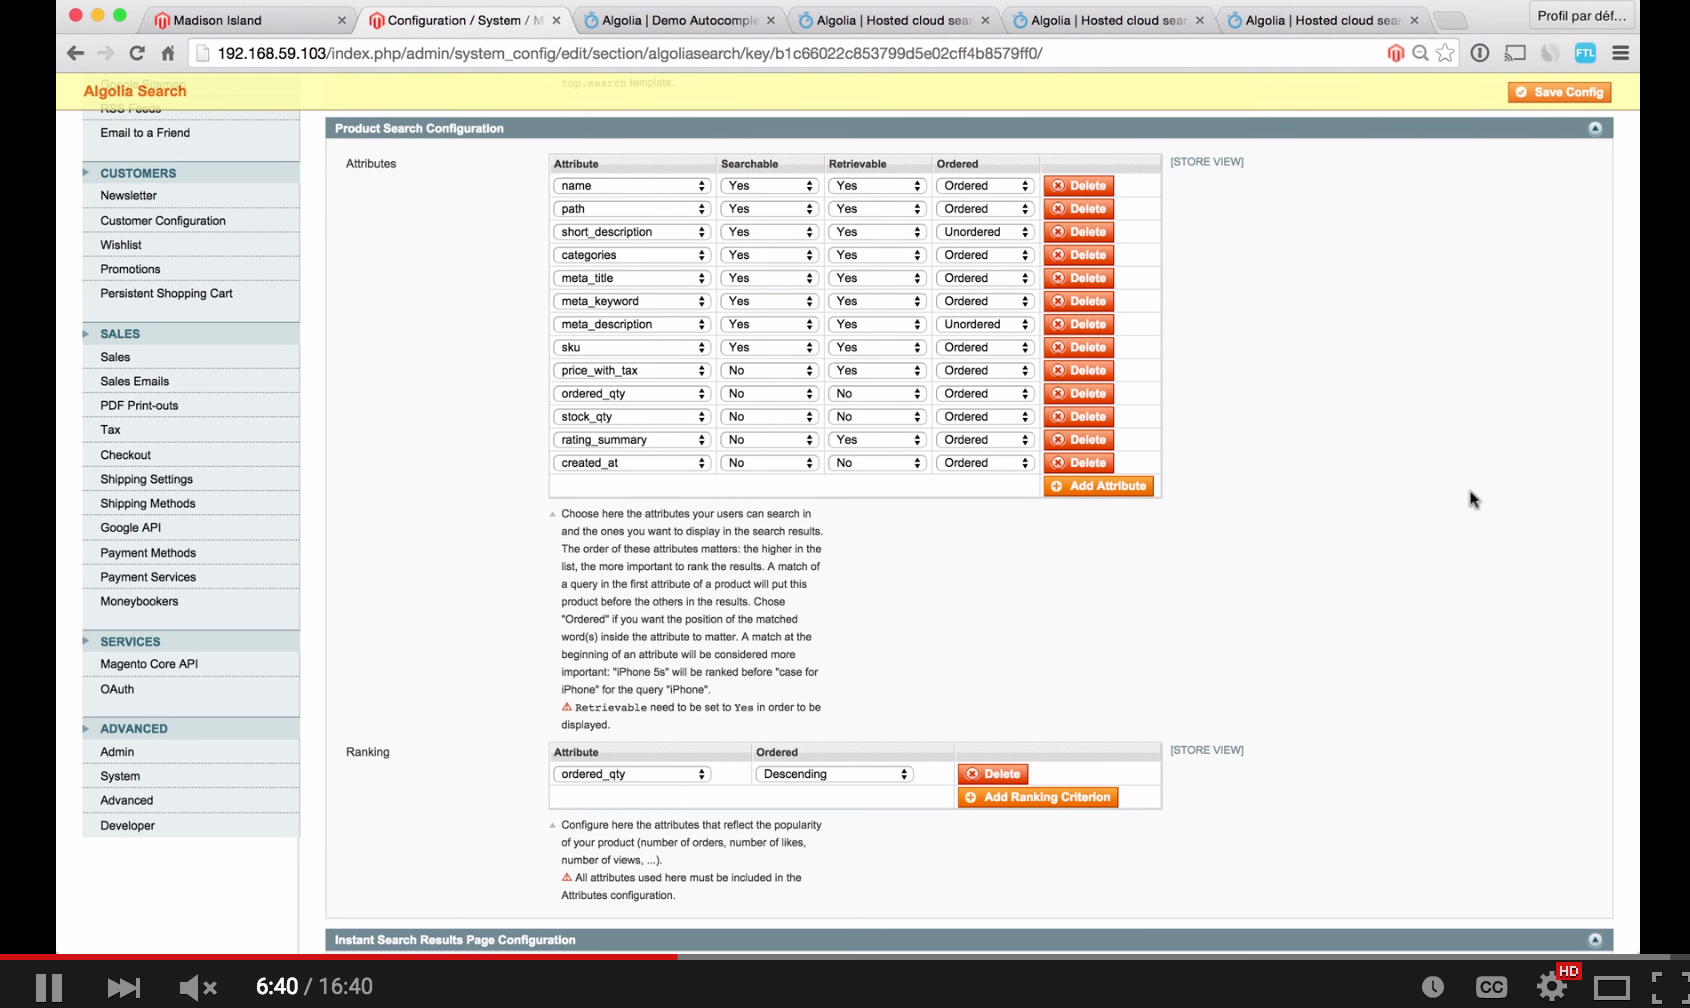 Madison Island
Configuration / System / M
Algolia | Demo Autocomple
Algolia | Hosted cloud sear
Algolia | Hosted cloud sear
Algolia | Hosted cloud sear
Profil par déf...
192.168.59.103/index.php/admin/system_config/edit/section/algoliasearch/key/b1c66022c853799d5e02cff4b8579ff0/
FTL
Google Sitemap
Algolia Search
top.search template.
Save Config
RSS Feeds
Email to a Friend
CUSTOMERS
Newsletter
Customer Configuration
Wishlist
Promotions
Persistent Shopping Cart
SALES
Sales
Sales Emails
PDF Print-outs
Tax
Checkout
Shipping Settings
Shipping Methods
Google API
Payment Methods
Payment Services
Moneybookers
SERVICES
Magento Core API
OAuth
ADVANCED
Admin
System
Advanced
Developer
Product Search Configuration
Attributes
Attribute Searchable Retrievable Ordered
[STORE VIEW]
name Yes Yes Ordered Delete
path Yes Yes Ordered Delete
short_description Yes Yes Unordered Delete
categories Yes Yes Ordered Delete
meta_title Yes Yes Ordered Delete
meta_keyword Yes Yes Ordered Delete
meta_description Yes Yes Unordered Delete
sku Yes Yes Ordered Delete
price_with_tax No Yes Ordered Delete
ordered_qty No No Ordered Delete
stock_qty No No Ordered Delete
rating_summary No Yes Ordered Delete
created_at No No Ordered Delete
Add Attribute
Choose here the attributes your users can search in
and the ones you want to display in the search results.
The order of these attributes matters: the higher in the
list, the more important to rank the results. A match of
a query in the first attribute of a product will put this
product before the others in the results. Chose
"Ordered" if you want the position of the matched
word(s) inside the attribute to matter. A match at the
beginning of an attribute will be considered more
important: "iPhone 5s" will be ranked before "case for
iPhone" for the query "iPhone".
Retrievable need to be set to Yes in order to be
displayed.
Ranking
Attribute Ordered
[STORE VIEW]
ordered_qty Descending Delete
Add Ranking Criterion
Configure here the attributes that reflect the popularity
of your product (number of orders, number of likes,
number of views, ...).
All attributes used here must be included in the
Attributes configuration.
Instant Search Results Page Configuration
6:40 / 16:40
CC
HD